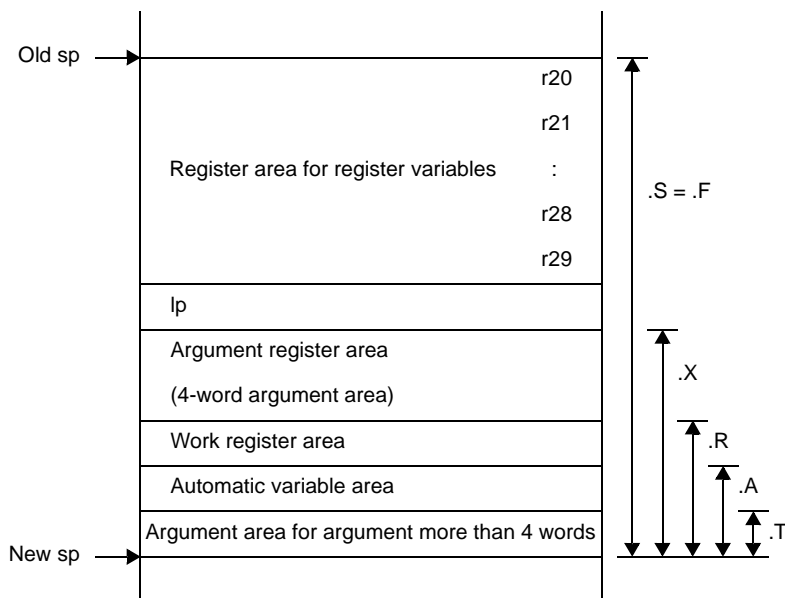 Old sp
r20
r21
Register area for register variables :
r28
r29
.S = .F
lp
Argument register area
(4-word argument area)
.X
Work register area
.R
Automatic variable area
.A
Argument area for argument more than 4 words
.T
New sp